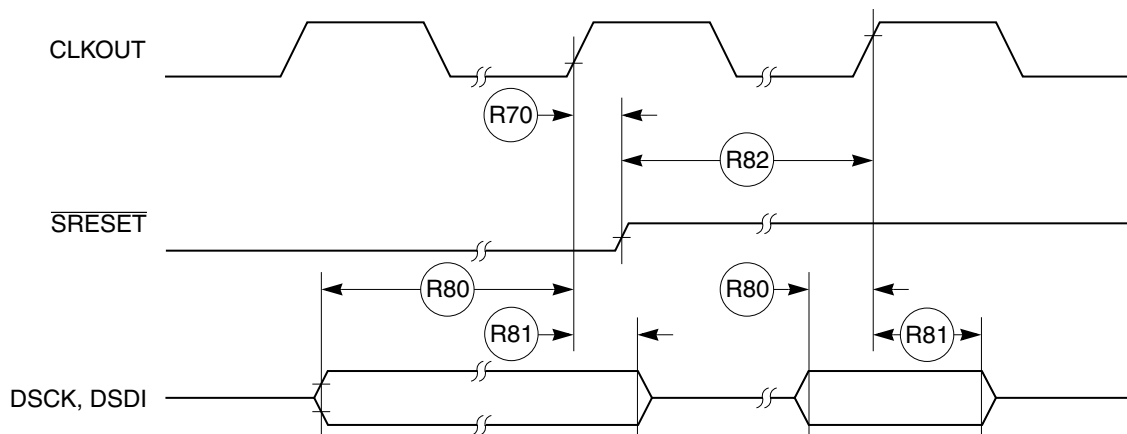 CLKOUT
R70
R82
SRESET
R80
R80
R81
R81
DSCK, DSDI